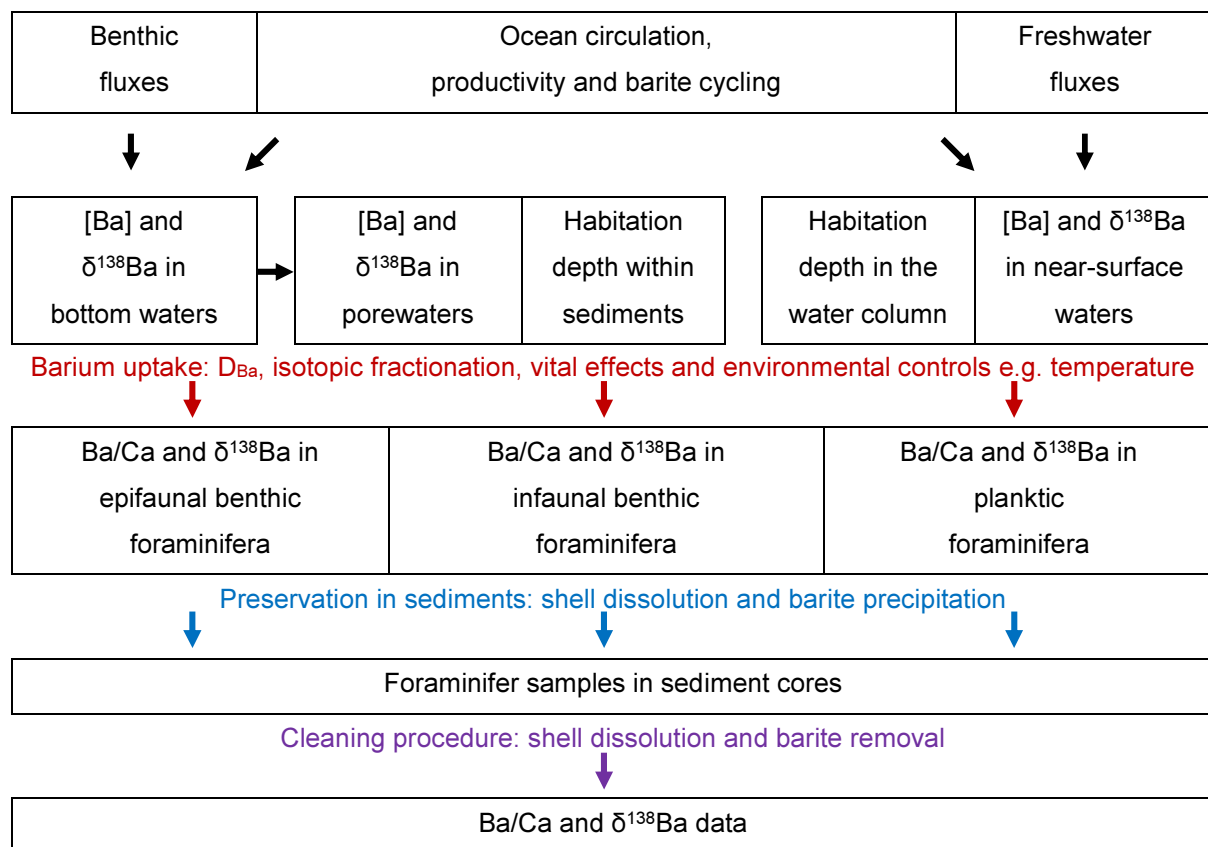 Benthic
fluxes
Ocean circulation,
productivity and barite cycling
Freshwater
fluxes
[Ba] and
δ¹³⁸Ba in
bottom waters
[Ba] and
δ¹³⁸Ba in
porewaters
Habitation
depth within
sediments
Habitation
depth in the
water column
[Ba] and δ¹³⁸Ba
in near-surface
waters
Barium uptake: D_Ba, isotopic fractionation, vital effects and environmental controls e.g. temperature
Ba/Ca and δ¹³⁸Ba in
epifaunal benthic
foraminifera
Ba/Ca and δ¹³⁸Ba in
infaunal benthic
foraminifera
Ba/Ca and δ¹³⁸Ba in
planktic
foraminifera
Preservation in sediments: shell dissolution and barite precipitation
Foraminifer samples in sediment cores
Cleaning procedure: shell dissolution and barite removal
Ba/Ca and δ¹³⁸Ba data